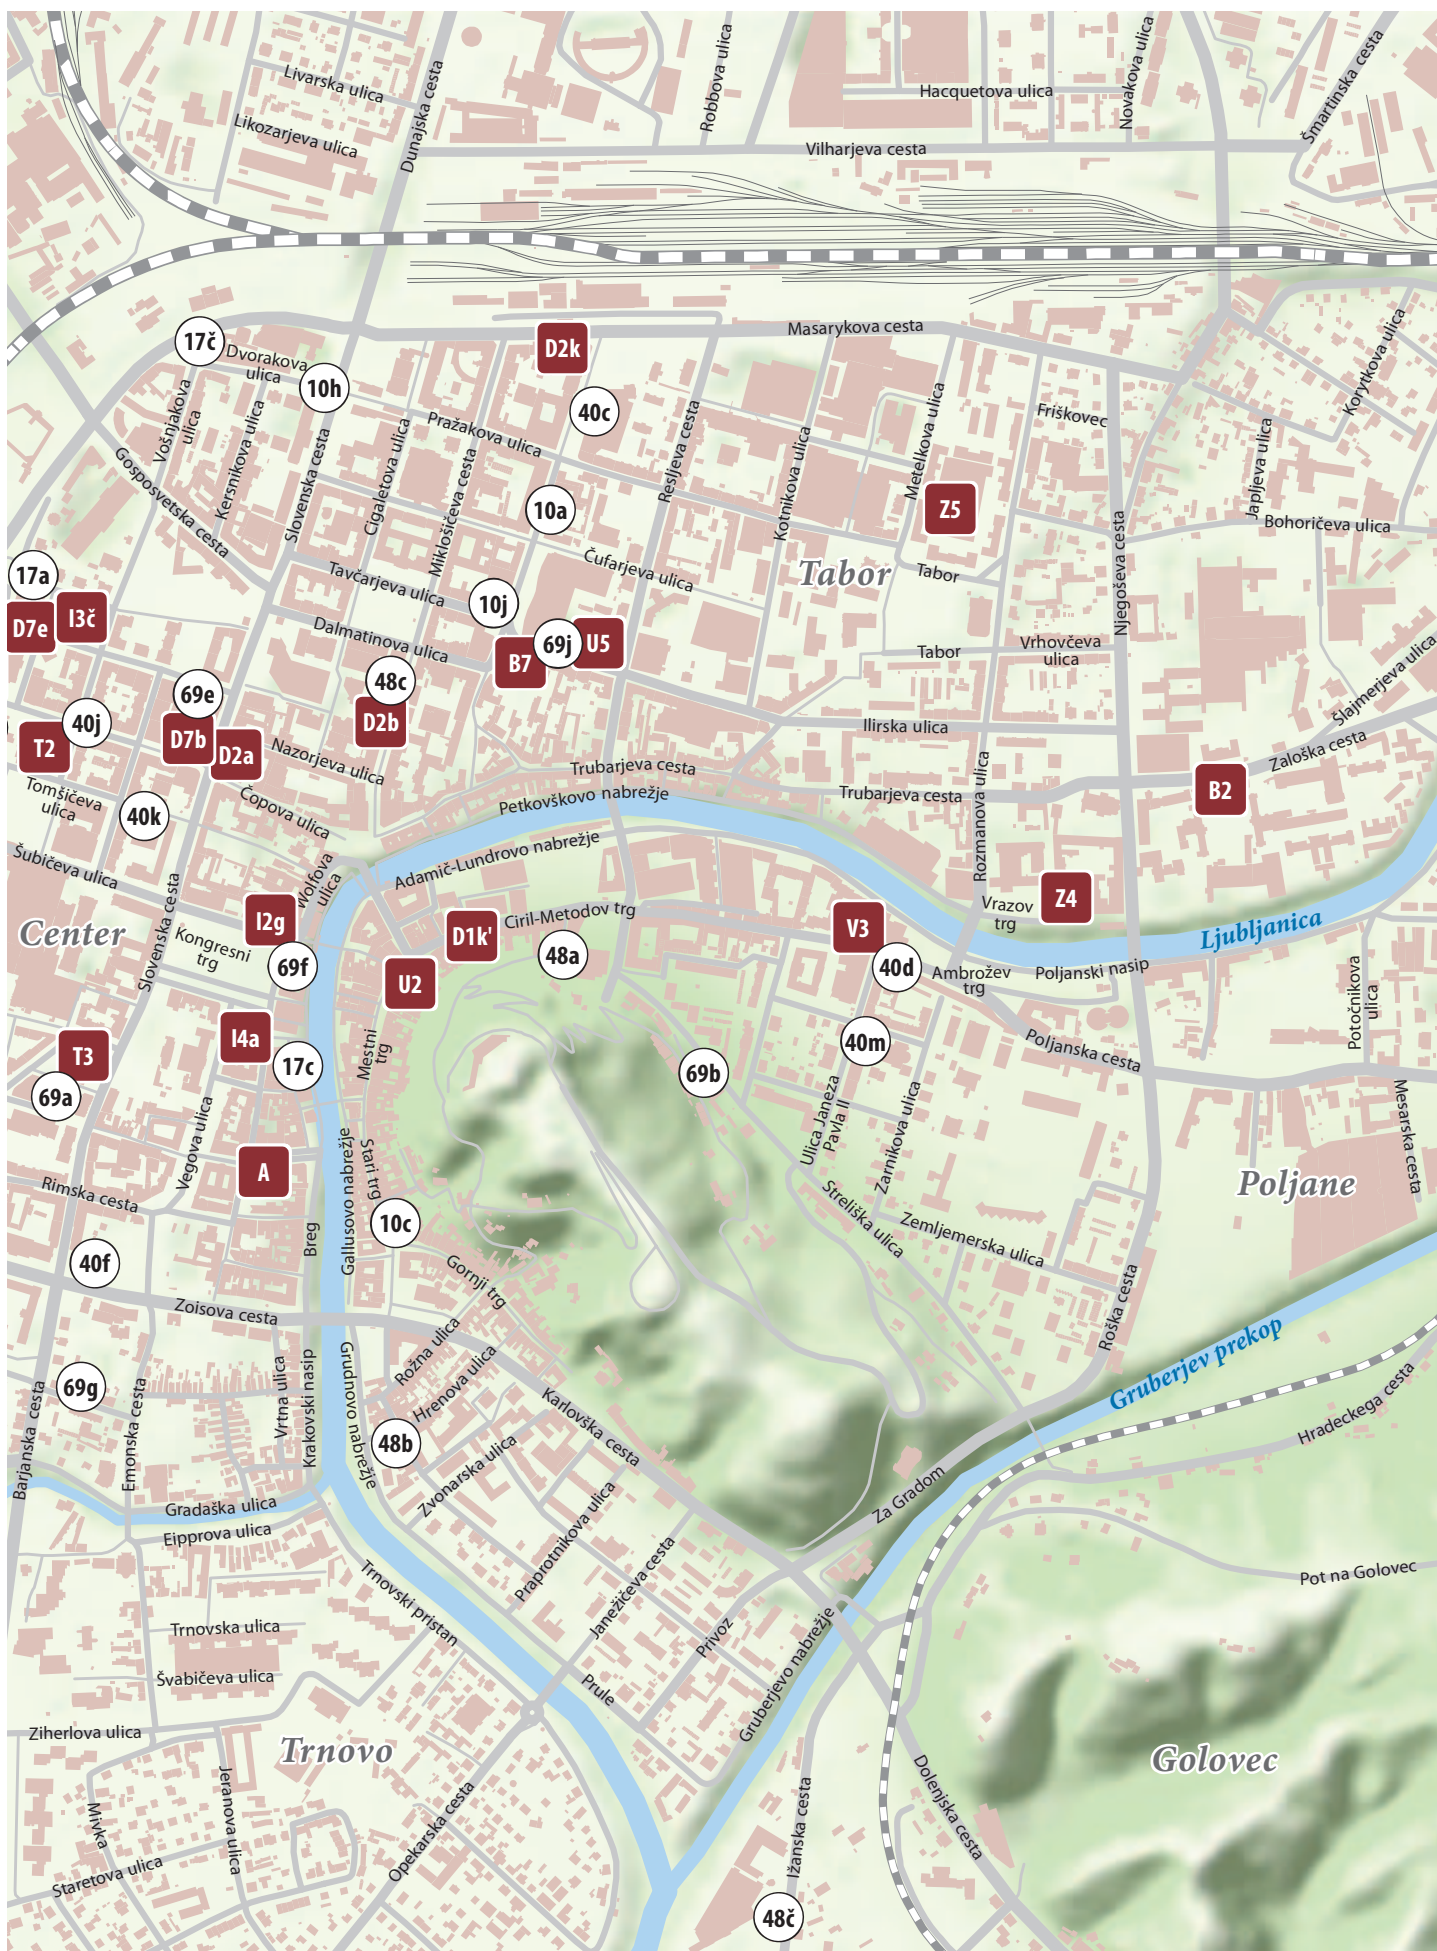 Livarska ulica
Likozarjeva ulica
Dunajska cesta
Robbova ulica
Hacquetova ulica
Novakova ulica
Šmartinska cesta
Vilharjeva cesta
17č
Dvorakova
ulica
10h
D2k
Masarykova cesta
40c
Vošnjakova
ulica
Kersnikova ulica
Slovenska cesta
Cigaletova ulica
Pražakova ulica
Miklošičeva cesta
Resljeva cesta
Kotnikova ulica
Metelkova ulica
Friškovec
Korytkova ulica
Japljeva ulica
Gosposvetska cesta
10a
Z5
Bohoričeva ulica
Njegoševa cesta
17a
D7e
I3č
Tavčarjeva ulica
Čufarjeva ulica
Tabor
Tabor
10j
Dalmatinova ulica
B7
69j
U5
Tabor
Vrhovčeva
ulica
Šlajmerjeva ulica
69e
48c
40j
T2
D7b
D2a
D2b
Nazorjeva ulica
Ilirska ulica
Zaloška cesta
Trubarjeva cesta
Petkovškovo nabrežje
Trubarjeva cesta
Rozmanova ulica
B2
Tomšičeva
ulica
40k
Čopova ulica
Adamič-Lundrovo nabrežje
Šubičeva ulica
Wolfova
ulica
Center
Slovenska cesta
I2g
D1k'
Ciril-Metodov trg
V3
Vrazov
trg
Z4
Ljubljanica
Kongresni
trg
69f
U2
48a
40d
Ambrožev
trg
Poljanski nasip
Potočnikova
ulica
T3
I4a
17c
Mestni
trg
69b
40m
Poljanska cesta
69a
Vegova ulica
Ulica Janeza
Pavla II
Zarnikova ulica
Mesarska cesta
Gallusovo nabrežje
Stari trg
A
Rimska cesta
Poljane
Streliška ulica
Zemljemerska ulica
10c
Breg
40f
Gornji trg
Zoisova cesta
Roška cesta
Rožna ulica
Hrenova ulica
Gruberjev prekop
69g
Barjanska cesta
Emonska cesta
Vrtna ulica
Krakovski nasip
Grudnovo nabrežje
48b
Karlovška cesta
Hradeckega cesta
Zvonarska ulica
Gradaška ulica
Eipprova ulica
Praprotnikova ulica
Za Gradom
Janežičeva cesta
Trnovski pristan
Pot na Golovec
Trnovska ulica
Privoz
Švabičeva ulica
Prule
Gruberjevo nabrežje
Ziherlova ulica
Trnovo
Golovec
Mivka
Jeranova ulica
Opekarska cesta
Ižanska cesta
Dolenjska cesta
Staretova ulica
48č